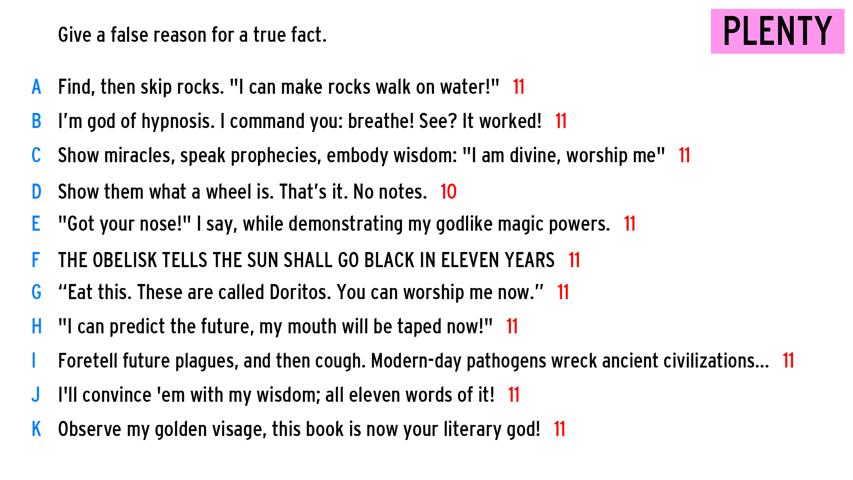 Give a false reason for a true fact.
PLENTY
A Find, then skip rocks. "I can make rocks walk on water!" 11
B I'm god of hypnosis. I command you: breathe! See? It worked! 11
C Show miracles, speak prophecies, embody wisdom: "I am divine, worship me" 11
D Show them what a wheel is. That's it. No notes. 10
E "Got your nose!" I say, while demonstrating my godlike magic powers. 11
F THE OBELISK TELLS THE SUN SHALL GO BLACK IN ELEVEN YEARS 11
G “Eat this. These are called Doritos. You can worship me now.” 11
H "I can predict the future, my mouth will be taped now!" 11
I Foretell future plagues, and then cough. Modern-day pathogens wreck ancient civilizations... 11
J I'll convince 'em with my wisdom; all eleven words of it! 11
K Observe my golden visage, this book is now your literary god! 11